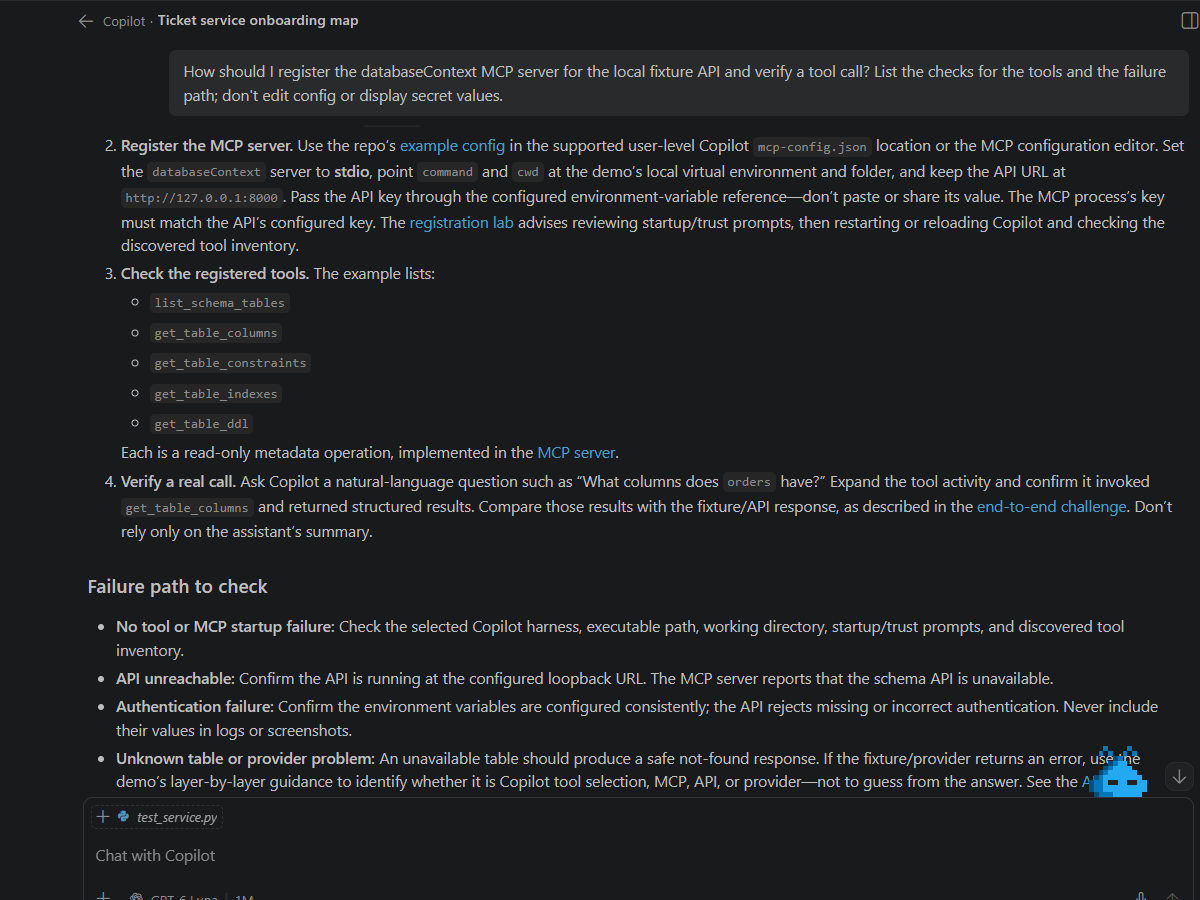 Copilot · Ticket service onboarding map
How should I register the databaseContext MCP server for the local fixture API and verify a tool call? List the checks for the tools and the failure
path; don't edit config or display secret values.
2. Register the MCP server. Use the repo’s example config in the supported user-level Copilot mcp-config.json location or the MCP configuration editor. Set
the databaseContext server to stdio, point command and cwd at the demo’s local virtual environment and folder, and keep the API URL at
http://127.0.0.1:8000. Pass the API key through the configured environment-variable reference—don’t paste or share its value. The MCP process’s key
must match the API’s configured key. The registration lab advises reviewing startup/trust prompts, then restarting or reloading Copilot and checking the
discovered tool inventory.
3. Check the registered tools. The example lists:
list_schema_tables
get_table_columns
get_table_constraints
get_table_indexes
get_table_ddl
Each is a read-only metadata operation, implemented in the MCP server.
4. Verify a real call. Ask Copilot a natural-language question such as “What columns does orders have?” Expand the tool activity and confirm it invoked
get_table_columns and returned structured results. Compare those results with the fixture/API response, as described in the end-to-end challenge. Don’t
rely only on the assistant’s summary.
Failure path to check
No tool or MCP startup failure: Check the selected Copilot harness, executable path, working directory, startup/trust prompts, and discovered tool
inventory.
API unreachable: Confirm the API is running at the configured loopback URL. The MCP server reports that the schema API is unavailable.
Authentication failure: Confirm the environment variables are configured consistently; the API rejects missing or incorrect authentication. Never include
their values in logs or screenshots.
Unknown table or provider problem: An unavailable table should produce a safe not-found response. If the fixture/provider returns an error, use
demo’s layer-by-layer guidance to identify whether it is Copilot tool selection, MCP, API, or provider—not to guess from the answer. See the
test_service.py
Chat with Copilot
1M